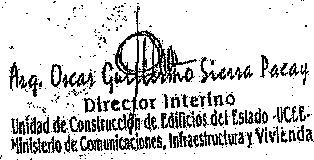 Arq. Oscar Guillermo Sierra Pacay
Director Interino
Unidad de Construcción de Edificios del Estado -UCEE-
Ministerio de Comunicaciones, Infraestructura y Vivienda